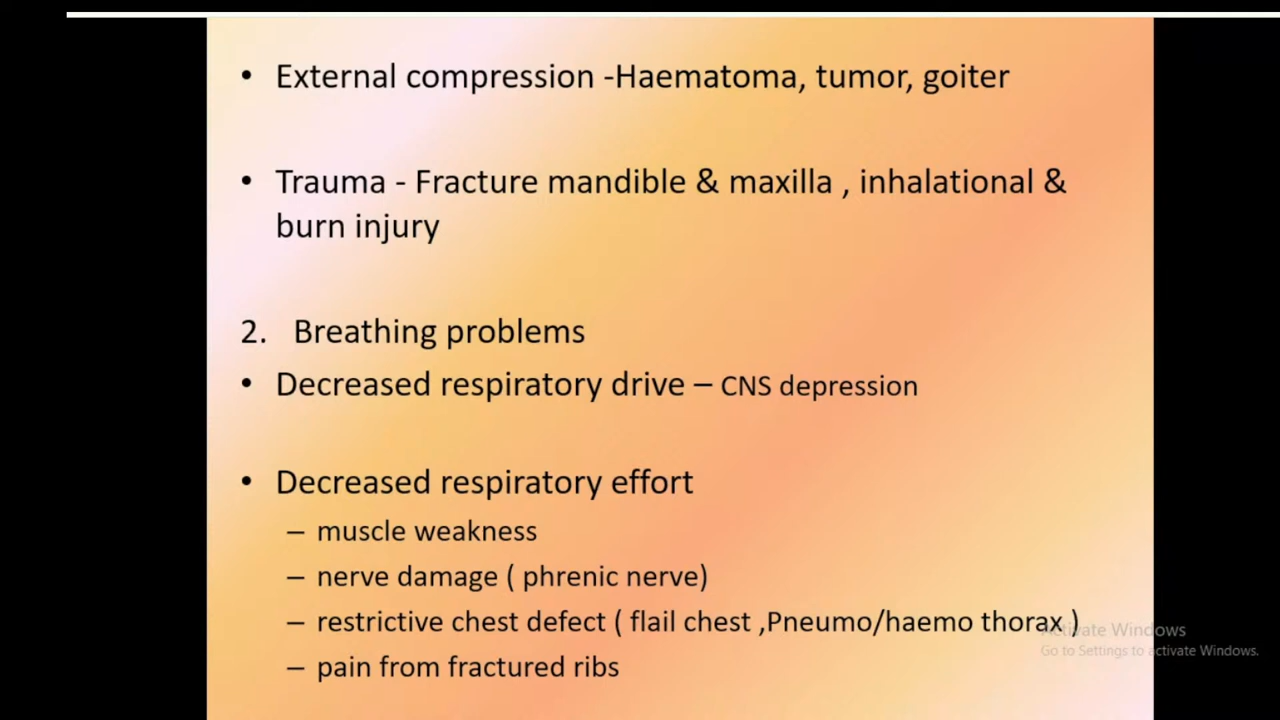 • External compression -Haematoma, tumor, goiter
• Trauma - Fracture mandible & maxilla , inhalational &
burn injury
2. Breathing problems
• Decreased respiratory drive – CNS depression
• Decreased respiratory effort
– muscle weakness
– nerve damage ( phrenic nerve)
– restrictive chest defect ( flail chest ,Pneumo/haemo thorax )
Activate Windows
Go to Settings to activate Windows.
– pain from fractured ribs